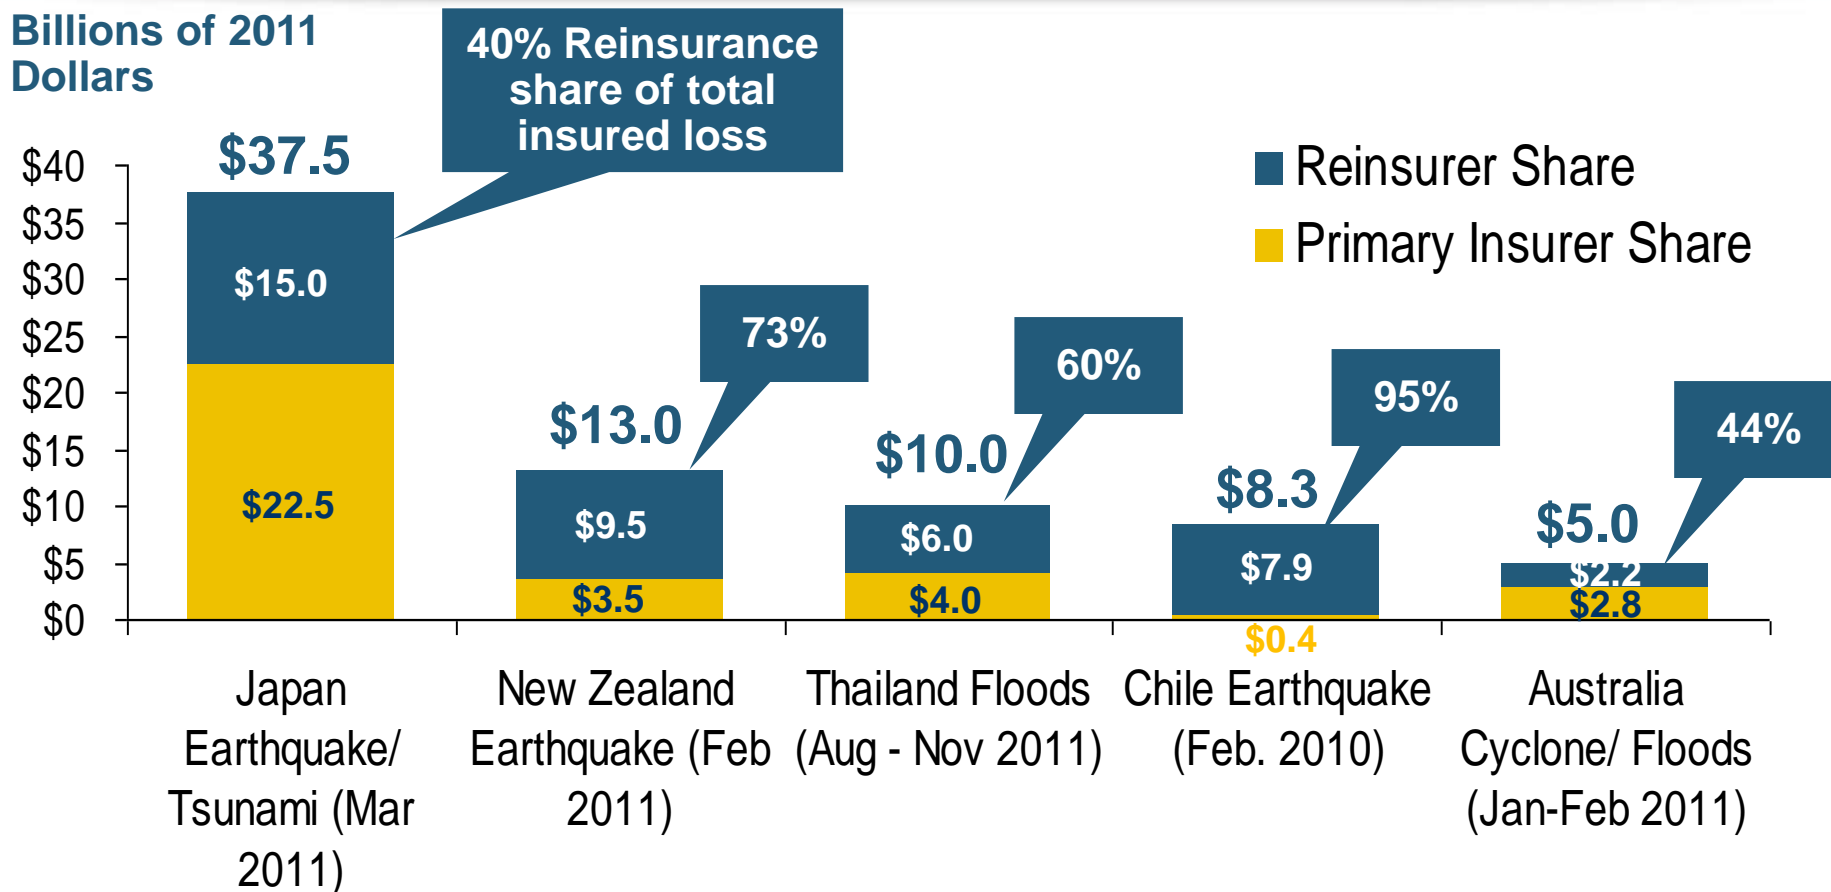 Billions of 2011
Dollars
40% Reinsurance
share of total
insured loss
$40
$35
$30
$25
$20
$15
$10
$5
$0
$37.5
$15.0
$22.5
73%
$13.0
$9.5
$3.5
60%
$10.0
$6.0
$4.0
95%
$8.3
$7.9
$0.4
44%
$5.0
$2.2
$2.8
Reinsurer Share
Primary Insurer Share
Japan
Earthquake/
Tsunami (Mar
2011)
New Zealand
Earthquake (Feb
2011)
Thailand Floods
(Aug - Nov 2011)
Chile Earthquake
(Feb. 2010)
Australia
Cyclone/ Floods
(Jan-Feb 2011)